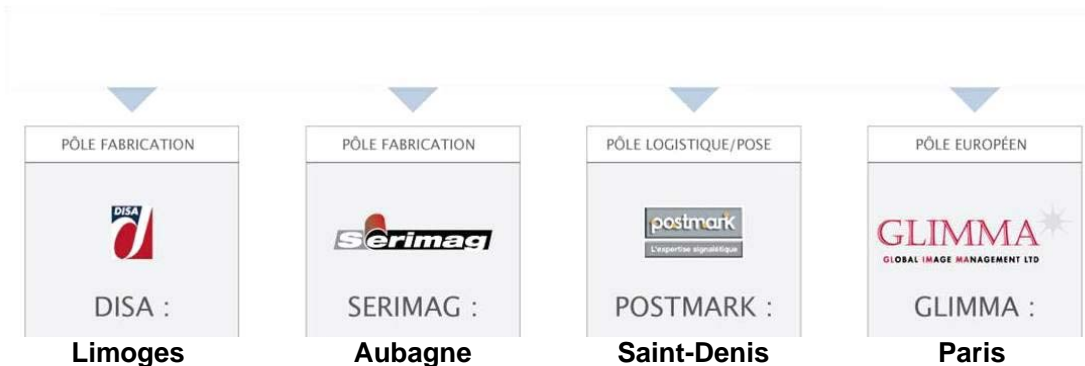 PÔLE FABRICATION
PÔLE FABRICATION
PÔLE LOGISTIQUE/POSE
PÔLE EUROPÉEN
DISA
Serimag
postmark
L'expertise signalétique
GLIMMA
GLOBAL IMAGE MANAGEMENT LTD
DISA :
SERIMAG :
POSTMARK :
GLIMMA :
Limoges
Aubagne
Saint-Denis
Paris